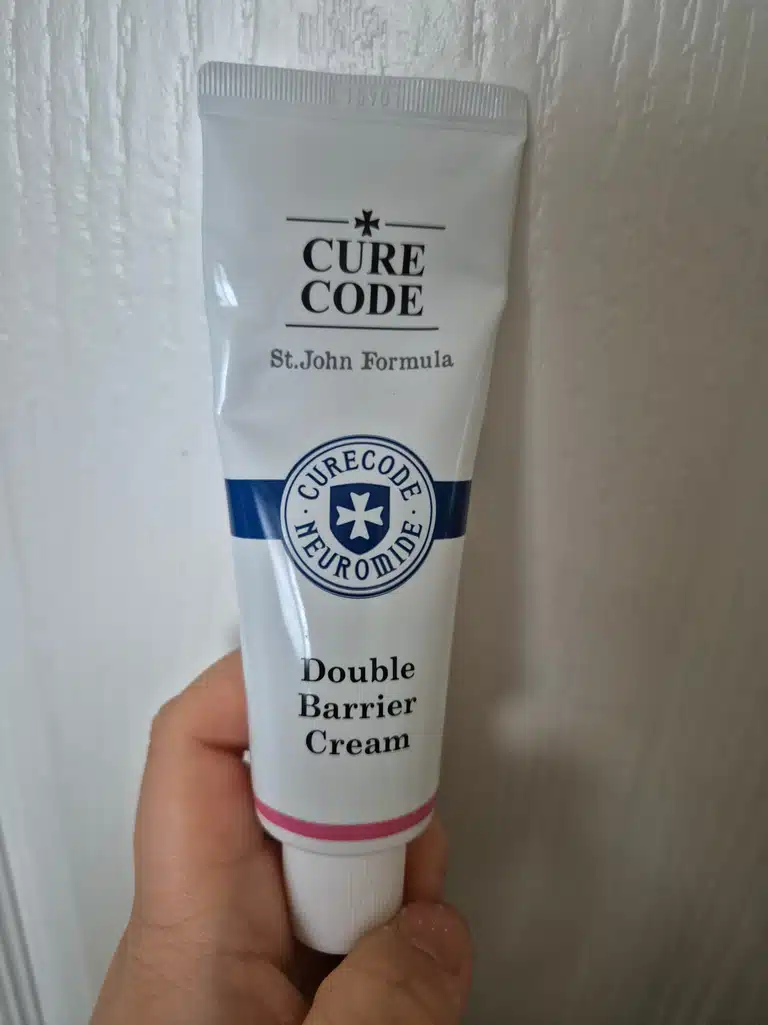 CURE
CODE
St.John Formula
CURECODE
NEUROMIDE
Double
Barrier
Cream